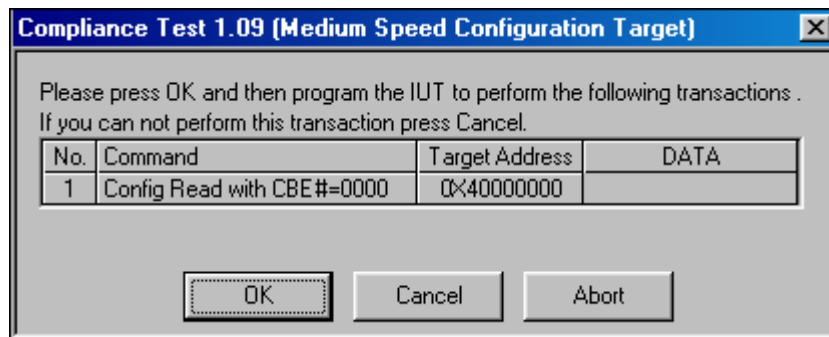 Compliance Test 1.09 (Medium Speed Configuration Target)
Please press OK and then program the IUT to perform the following transactions .
If you can not perform this transaction press Cancel.
No. Command Target Address DATA
1 Config Read with CBE#=0000 0X40000000
OK Cancel Abort